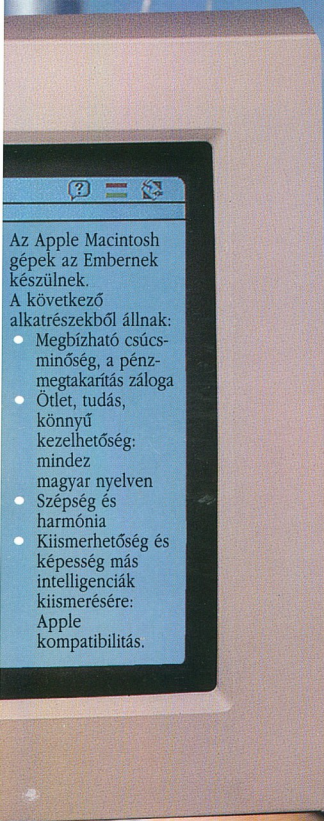 Az Apple Macintosh
gépek az Embernek
készülnek.
A következő
alkatrészekből állnak:
• Megbízható csúcs-
minőség, a pénz-
megtakarítás záloga
• Ötlet, tudás,
könnyű
kezelhetőség:
mindez
magyar nyelven
• Szépség és
harmónia
• Kiismerhetőség és
képesség más
intelligenciák
kiismerésére:
Apple
kompatibilitás.